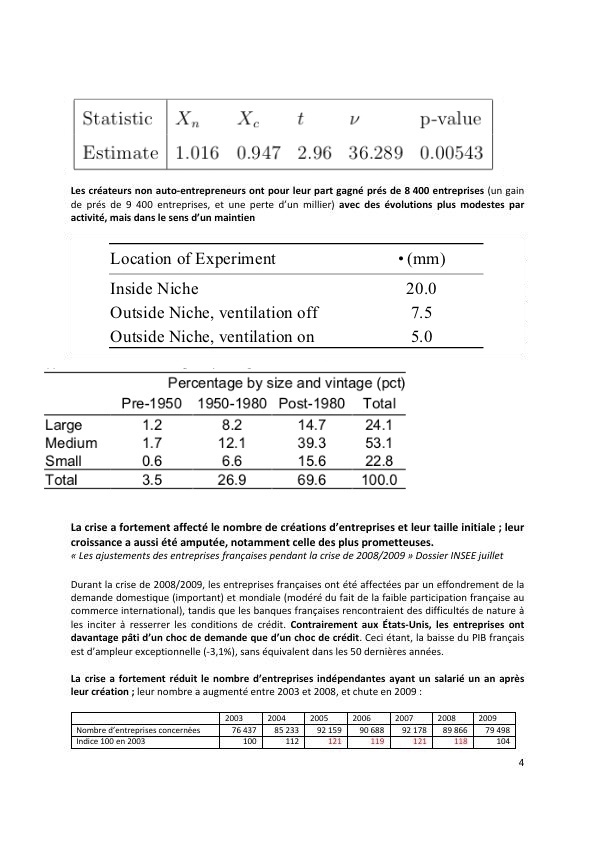 Statistic Xn Xc t ν p-value
Estimate 1.016 0.947 2.96 36.289 0.00543
Les créateurs non auto-entrepreneurs ont pour leur part gagné prés de 8 400 entreprises (un gain
de prés de 9 400 entreprises, et une perte d’un millier) avec des évolutions plus modestes par
activité, mais dans le sens d’un maintien
Location of Experiment • (mm)
Inside Niche 20.0
Outside Niche, ventilation off 7.5
Outside Niche, ventilation on 5.0
Percentage by size and vintage (pct)
Pre-1950 1950-1980 Post-1980 Total
Large 1.2 8.2 14.7 24.1
Medium 1.7 12.1 39.3 53.1
Small 0.6 6.6 15.6 22.8
Total 3.5 26.9 69.6 100.0
La crise a fortement affecté le nombre de créations d’entreprises et leur taille initiale ; leur
croissance a aussi été amputée, notamment celle des plus prometteuses.
« Les ajustements des entreprises françaises pendant la crise de 2008/2009 » Dossier INSEE juillet
Durant la crise de 2008/2009, les entreprises françaises ont été affectées par un effondrement de la
demande domestique (important) et mondiale (modéré du fait de la faible participation française au
commerce international), tandis que les banques françaises rencontraient des difficultés de nature à
les inciter à resserrer les conditions de crédit. Contrairement aux États-Unis, les entreprises ont
davantage pâti d’un choc de demande que d’un choc de crédit. Ceci étant, la baisse du PIB français
est d’ampleur exceptionnelle (-3,1%), sans équivalent dans les 50 dernières années.
La crise a fortement réduit le nombre d’entreprises indépendantes ayant un salarié un an après
leur création ; leur nombre a augmenté entre 2003 et 2008, et chute en 2009 :
2003 2004 2005 2006 2007 2008 2009
Nombre d’entreprises concernées 76 437 85 233 92 159 90 688 92 178 89 866 79 498
Indice 100 en 2003 100 112 121 119 121 118 104
4